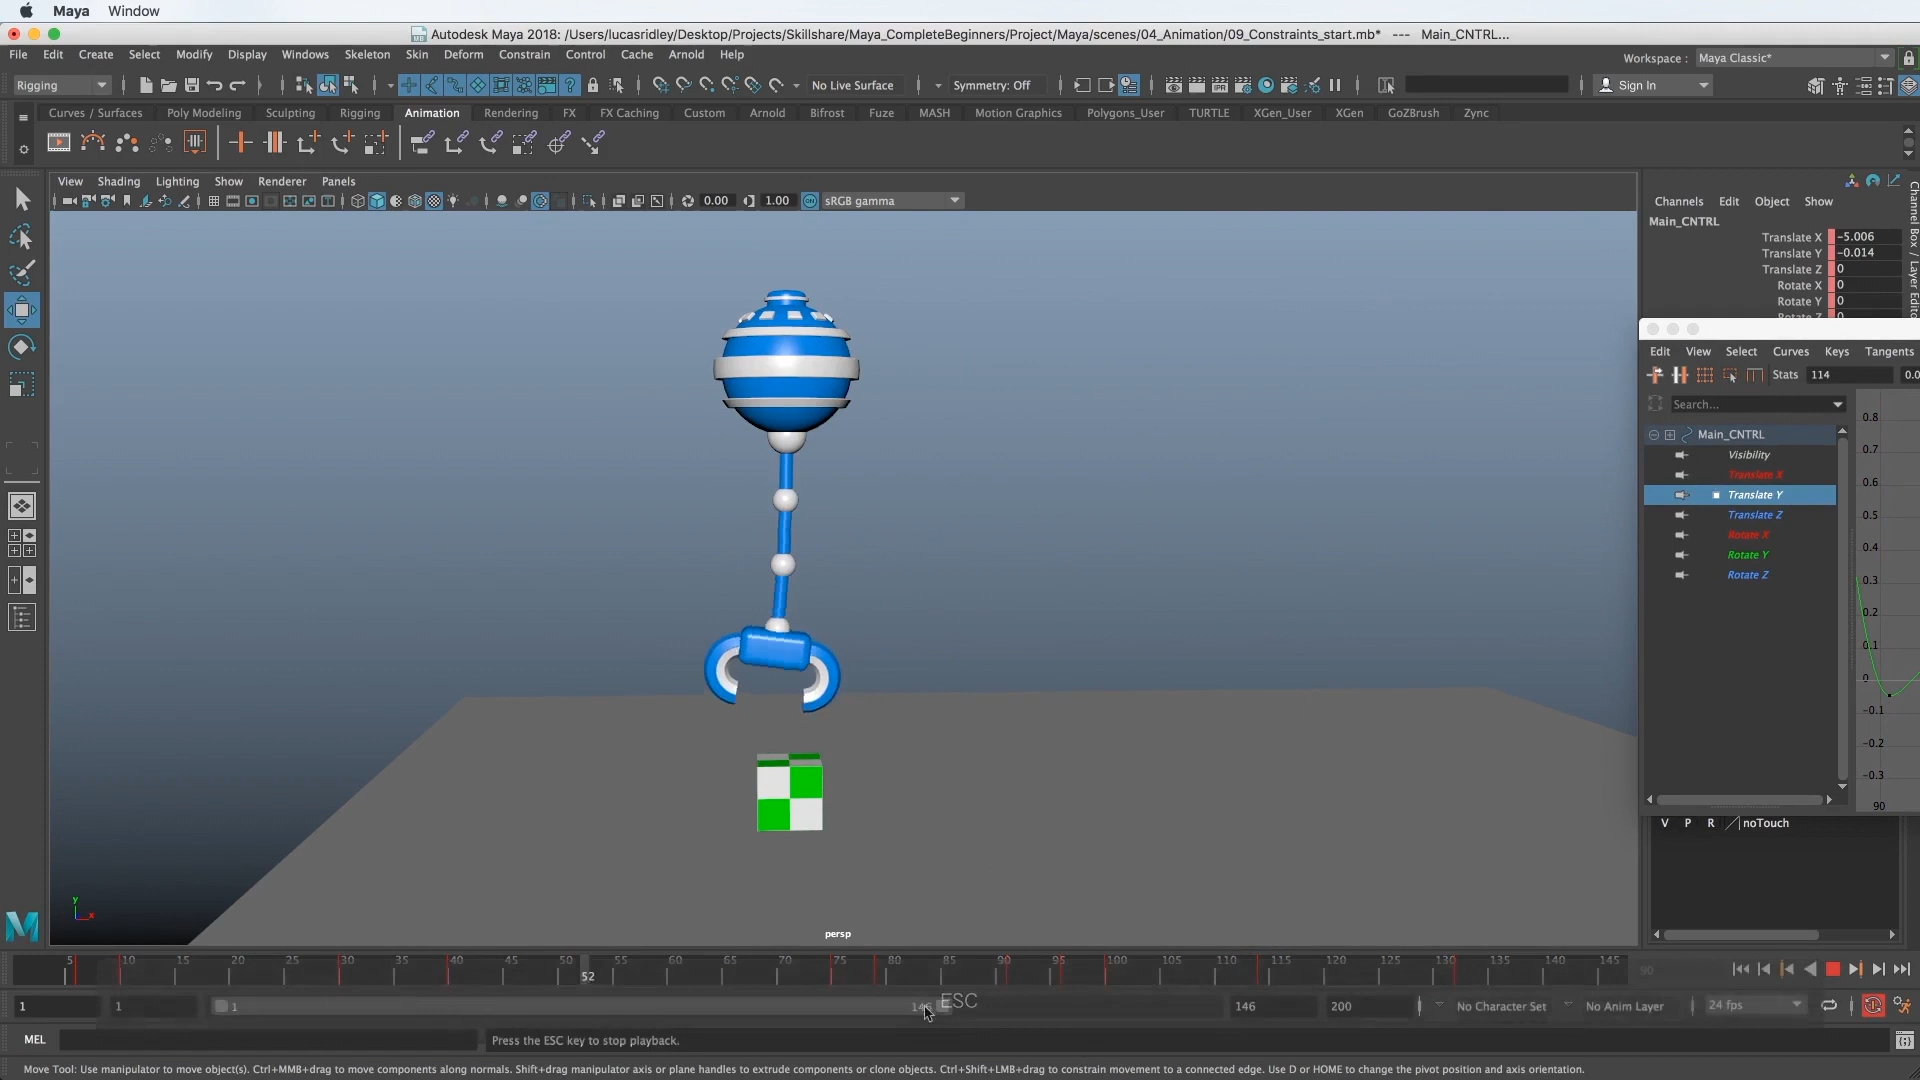 Maya Window
Autodesk Maya 2018: /Users/lucasridley/Desktop/Projects/Skillshare/Maya_CompleteBeginners/Project/Maya/scenes/04_Animation/09_Constraints_start.mb* --- Main_CNTRL...
File Edit Create Select Modify Display Windows Skeleton Skin Deform Constrain Control Cache Arnold Help
Workspace : Maya Classic*
Rigging No Live Surface Symmetry: Off Sign In
Curves / Surfaces Poly Modeling Sculpting Rigging Animation Rendering FX FX Caching Custom Arnold Bifrost Fuze MASH Motion Graphics Polygons_User TURTLE XGen_User XGen GoZBrush Zync
View Shading Lighting Show Renderer Panels
0.00 1.00 sRGB gamma
Channels Edit Object Show
Main_CNTRL
Translate X -5.006
Translate Y -0.014
Translate Z 0
Rotate X 0
Rotate Y 0
Rotate Z 0
Channel Box / Layer Editor
Edit View Select Curves Keys Tangents
Stats 114 0.0
Search...
Main_CNTRL
Visibility
Translate X
Translate Y
Translate Z
Rotate X
Rotate Y
Rotate Z
0.8
0.7
0.6
0.5
0.4
0.3
0.2
0.1
0
-0.1
-0.2
-0.3
90
V P R noTouch
y
x
persp
5 10 15 20 25 30 35 40 45 50 55 60 65 70 75 80 85 90 95 100 105 110 115 120 125 130 135 140 145
52
90
1 1 1 146 ESC 146 200 No Character Set No Anim Layer 24 fps
MEL Press the ESC key to stop playback.
Move Tool: Use manipulator to move object(s). Ctrl+MMB+drag to move components along normals. Shift+drag manipulator axis or plane handles to extrude components or clone objects. Ctrl+Shift+LMB+drag to constrain movement to a connected edge. Use D or HOME to change the pivot position and axis orientation.